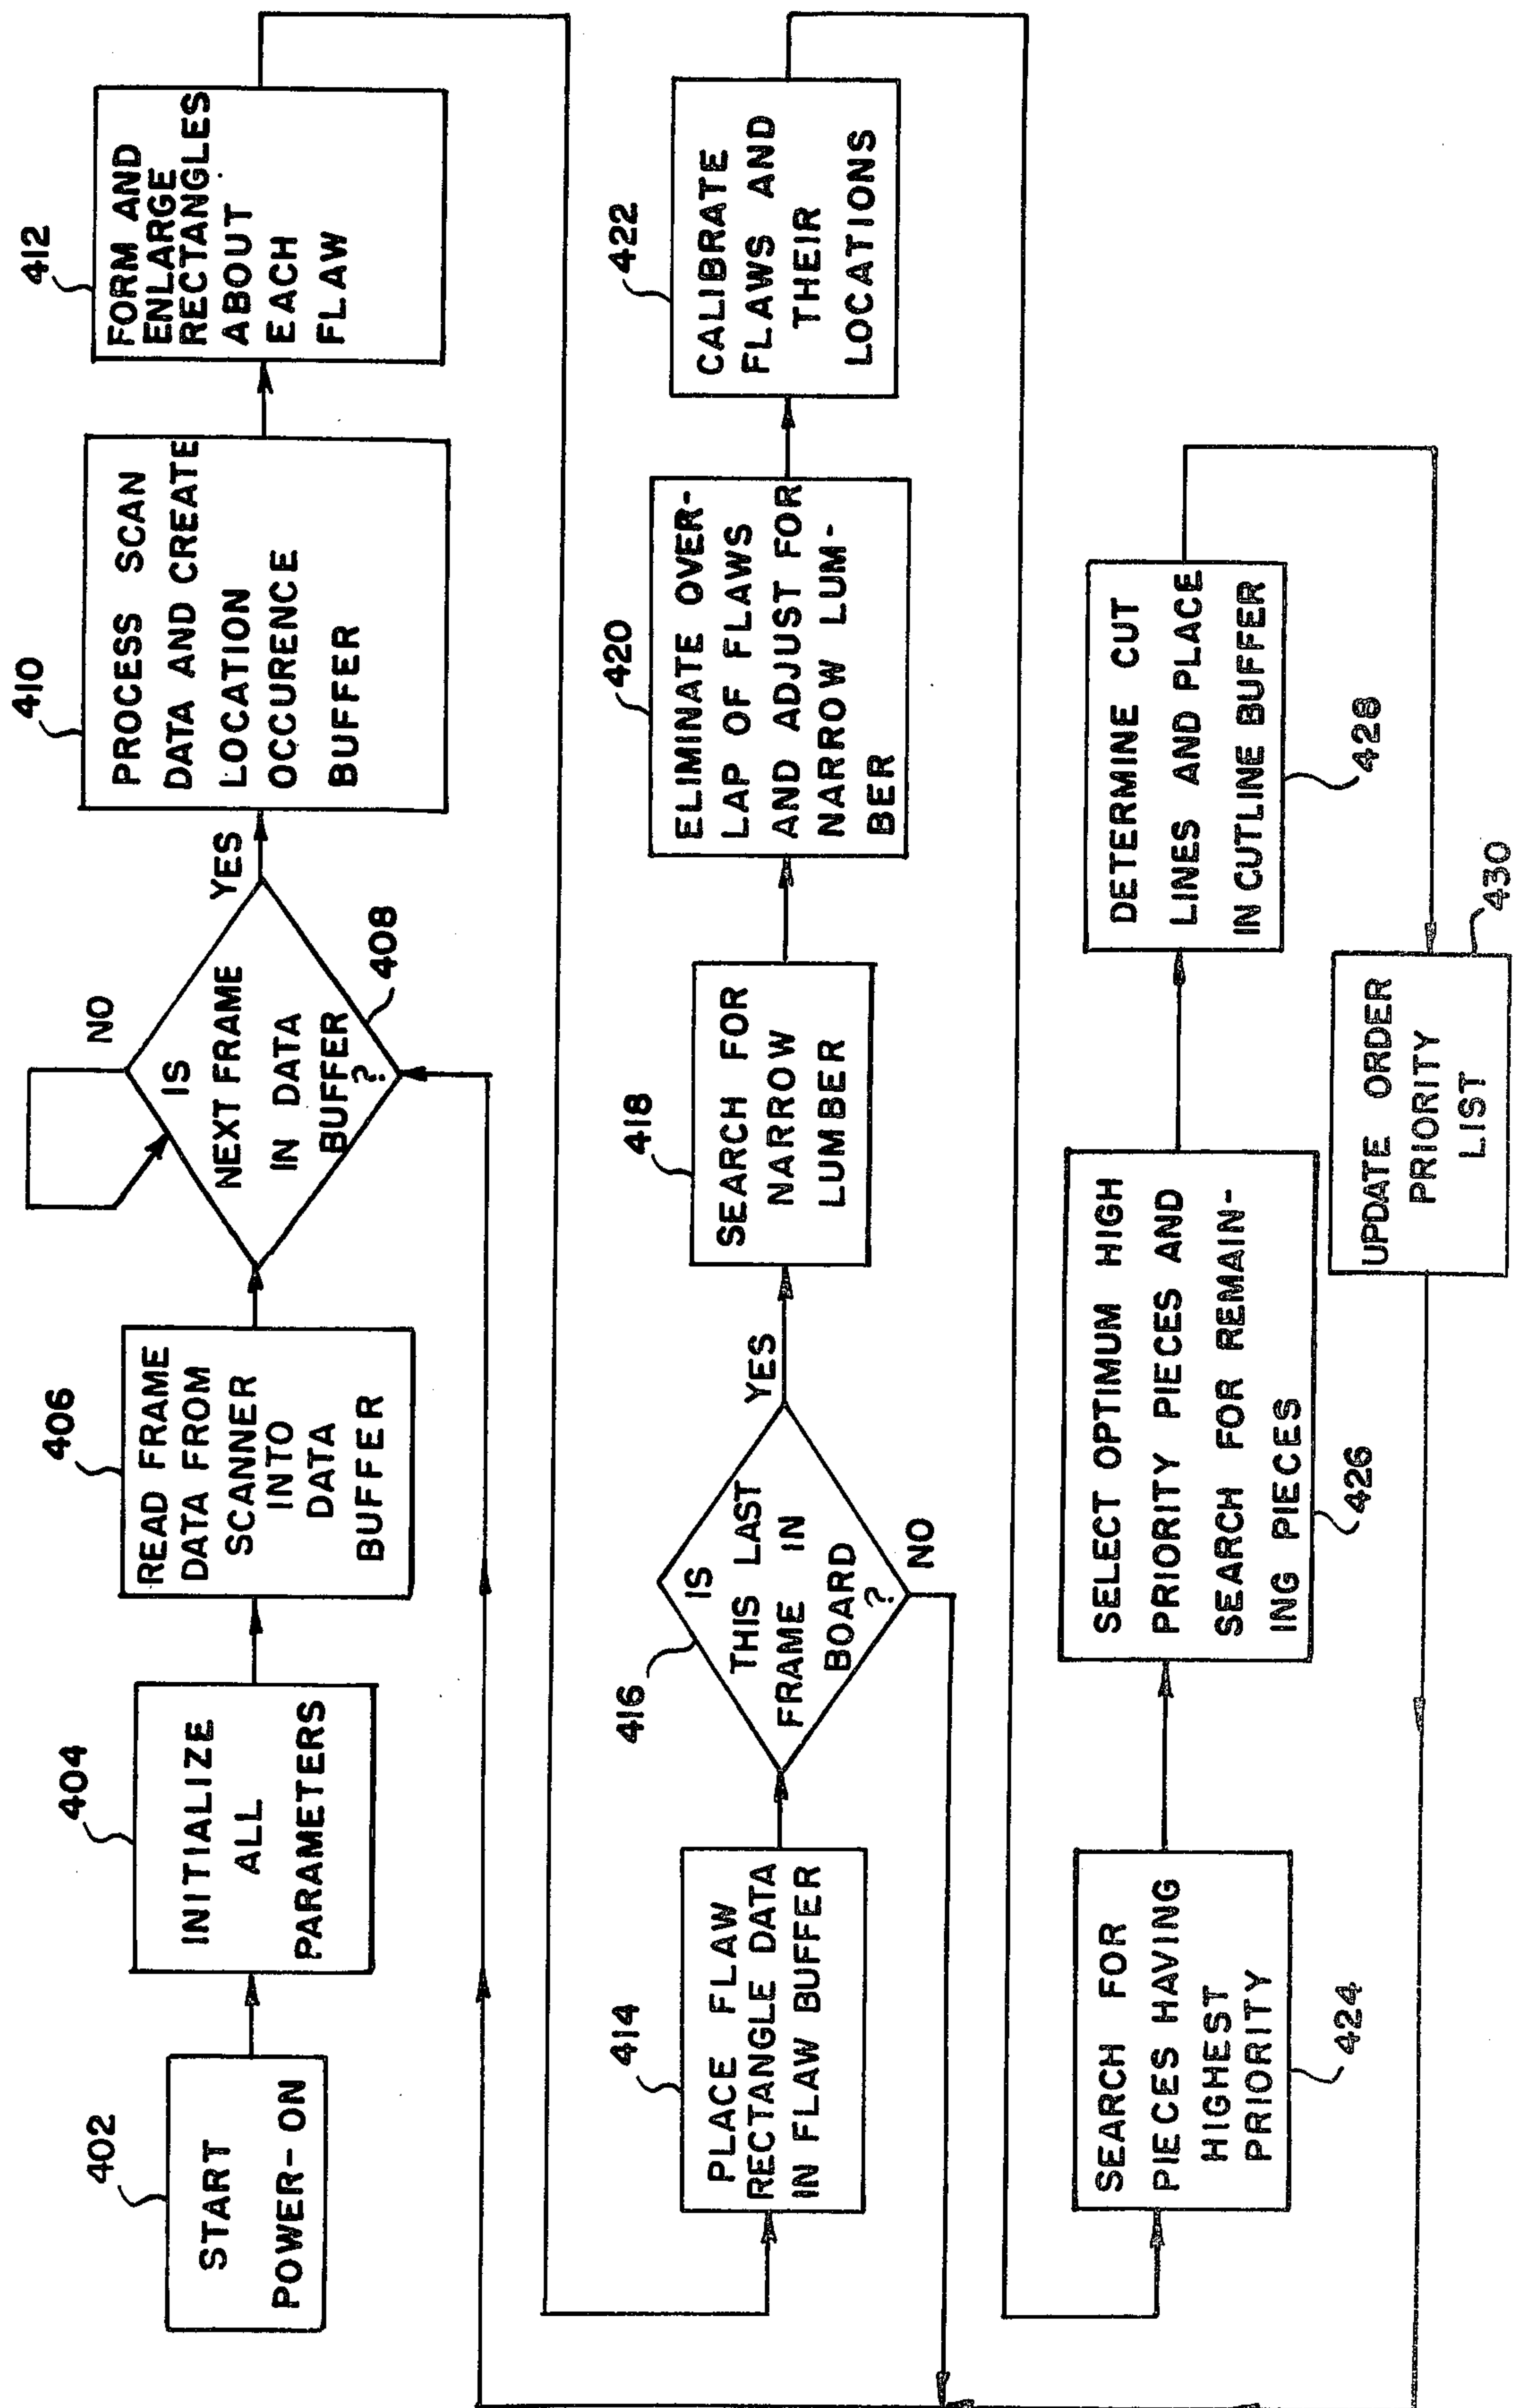 402
START
POWER-ON
404
INITIALIZE
ALL
PARAMETERS
406
READ FRAME
DATA FROM
SCANNER
INTO
DATA
BUFFER
408
IS
NEXT FRAME
IN DATA
BUFFER
?
NO
YES
410
PROCESS SCAN
DATA AND CREATE
LOCATION
OCCURENCE
BUFFER
412
FORM AND
ENLARGE
RECTANGLES
ABOUT
EACH
FLAW
414
PLACE FLAW
RECTANGLE DATA
IN FLAW BUFFER
416
IS
THIS LAST
FRAME IN
BOARD
?
NO
YES
418
SEARCH FOR
NARROW
LUMBER
420
ELIMINATE OVER-
LAP OF FLAWS
AND ADJUST FOR
NARROW LUM-
BER
422
CALIBRATE
FLAWS AND
THEIR
LOCATIONS
SEARCH FOR
PIECES HAVING
HIGHEST
PRIORITY
424
SELECT OPTIMUM HIGH
PRIORITY PIECES AND
SEARCH FOR REMAIN-
ING PIECES
426
DETERMINE CUT
LINES AND PLACE
IN CUTLINE BUFFER
428
UPDATE ORDER
PRIORITY
LIST
430